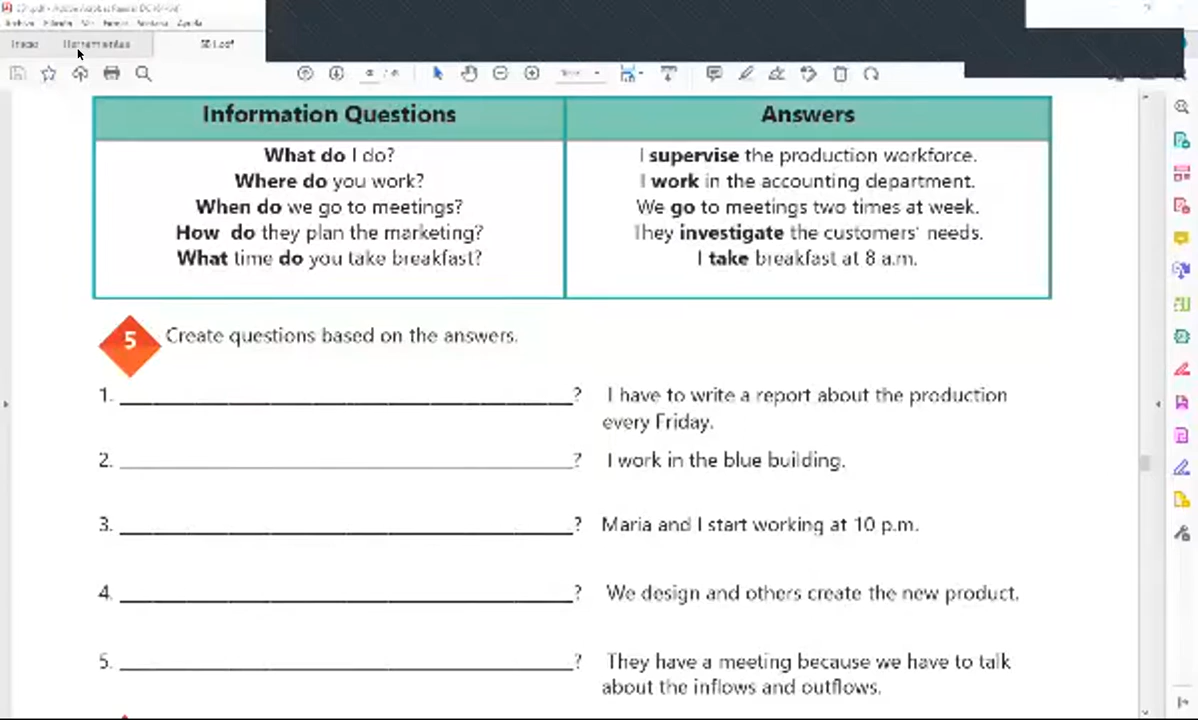 Information Questions
Answers
What do I do?
I supervise the production workforce.
Where do you work?
I work in the accounting department.
When do we go to meetings?
We go to meetings two times at week.
How do they plan the marketing?
They investigate the customers' needs.
What time do you take breakfast?
I take breakfast at 8 a.m.
5 Create questions based on the answers.
1. ? I have to write a report about the production
every Friday.
2. ? I work in the blue building.
3. ? Maria and I start working at 10 p.m.
4. ? We design and others create the new product.
5. ? They have a meeting because we have to talk
about the inflows and outflows.